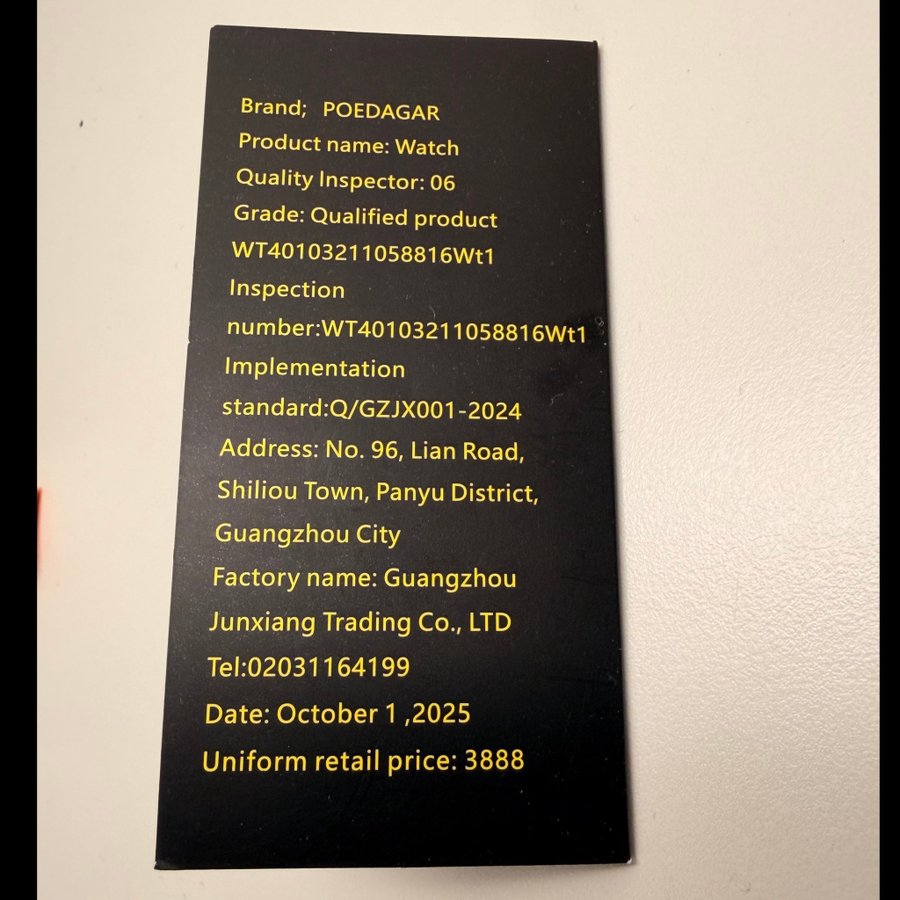 Brand; POEDAGAR
Product name: Watch
Quality Inspector: 06
Grade: Qualified product
WT40103211058816Wt1
Inspection
number:WT40103211058816Wt1
Implementation
standard:Q/GZJX001-2024
Address: No. 96, Lian Road,
Shiliou Town, Panyu District,
Guangzhou City
Factory name: Guangzhou
Junxiang Trading Co., LTD
Tel:02031164199
Date: October 1 ,2025
Uniform retail price: 3888